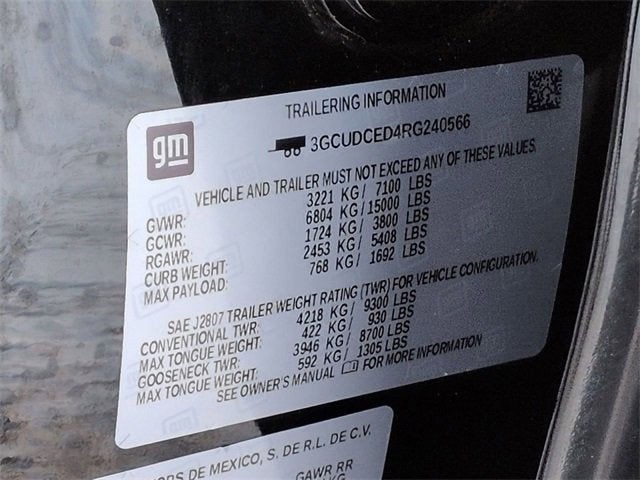 TRAILERING INFORMATION
gm
3GCUDCED4RG240566
VEHICLE AND TRAILER MUST NOT EXCEED ANY OF THESE VALUES.
GVWR: 3221 KG / 7100 LBS
GCWR: 6804 KG / 15000 LBS
RGAWR: 1724 KG / 3800 LBS
CURB WEIGHT: 2453 KG / 5408 LBS
MAX PAYLOAD: 768 KG / 1692 LBS
SAE J2807 TRAILER WEIGHT RATING (TWR) FOR VEHICLE CONFIGURATION.
CONVENTIONAL TWR: 4218 KG / 9300 LBS
MAX TONGUE WEIGHT: 422 KG / 930 LBS
GOOSENECK TWR: 3946 KG / 8700 LBS
MAX TONGUE WEIGHT: 592 KG / 1305 LBS
SEE OWNER'S MANUAL FOR MORE INFORMATION
DE MEXICO, S. DE R.L. DE C.V.
GAWR RR